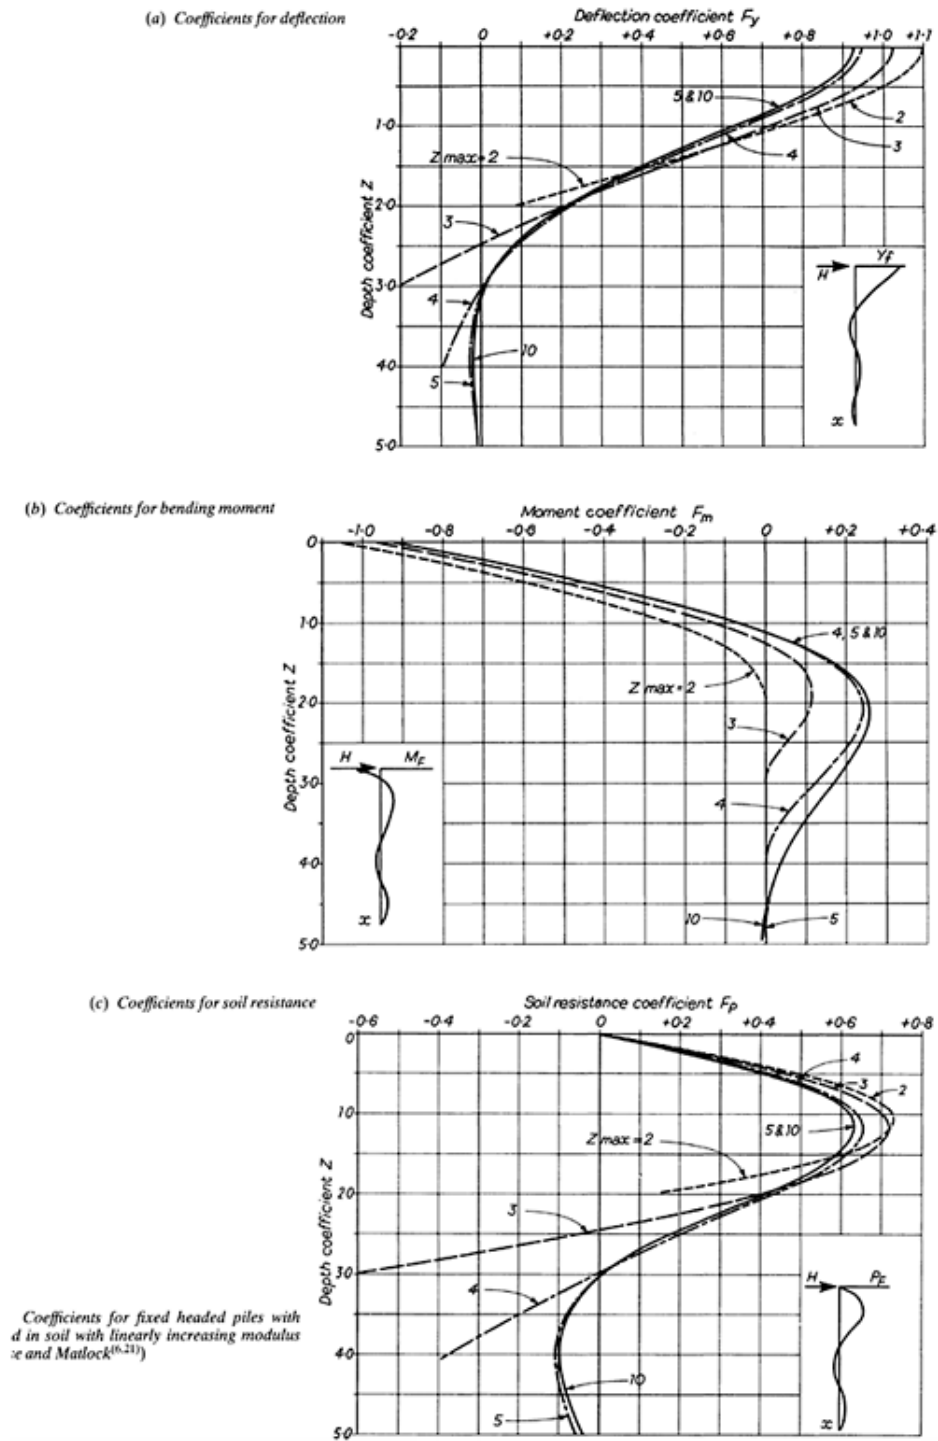 (a) Coefficients for deflection
Deflection coefficient Fy
-0·2 0 +0·2 +0·4 +0·6 +0·8 +1·0 +1·1
5 & 10
2
1·0
3
4
Z max = 2
Depth coefficient Z
2·0
3
H
Yf
3·0
4
10
4·0
5
x
5·0
(b) Coefficients for bending moment
Moment coefficient Fm
-1·0 -0·8 -0·6 -0·4 -0·2 0 +0·2 +0·4
0
1·0
4, 5 & 10
Depth coefficient Z
Z max = 2
2·0
3
H
MF
3·0
4
4·0
x
10
5
5·0
(c) Coefficients for soil resistance
Soil resistance coefficient Fp
-0·6 -0·4 -0·2 0 +0·2 +0·4 +0·6 +0·8
0
4
3
2
1·0
5 & 10
Z max = 2
Depth coefficient Z
2·0
3
3·0
H
PF
4
Coefficients for fixed headed piles with
d in soil with linearly increasing modulus
e and Matlock(6.21))
4·0
10
5
x
5·0